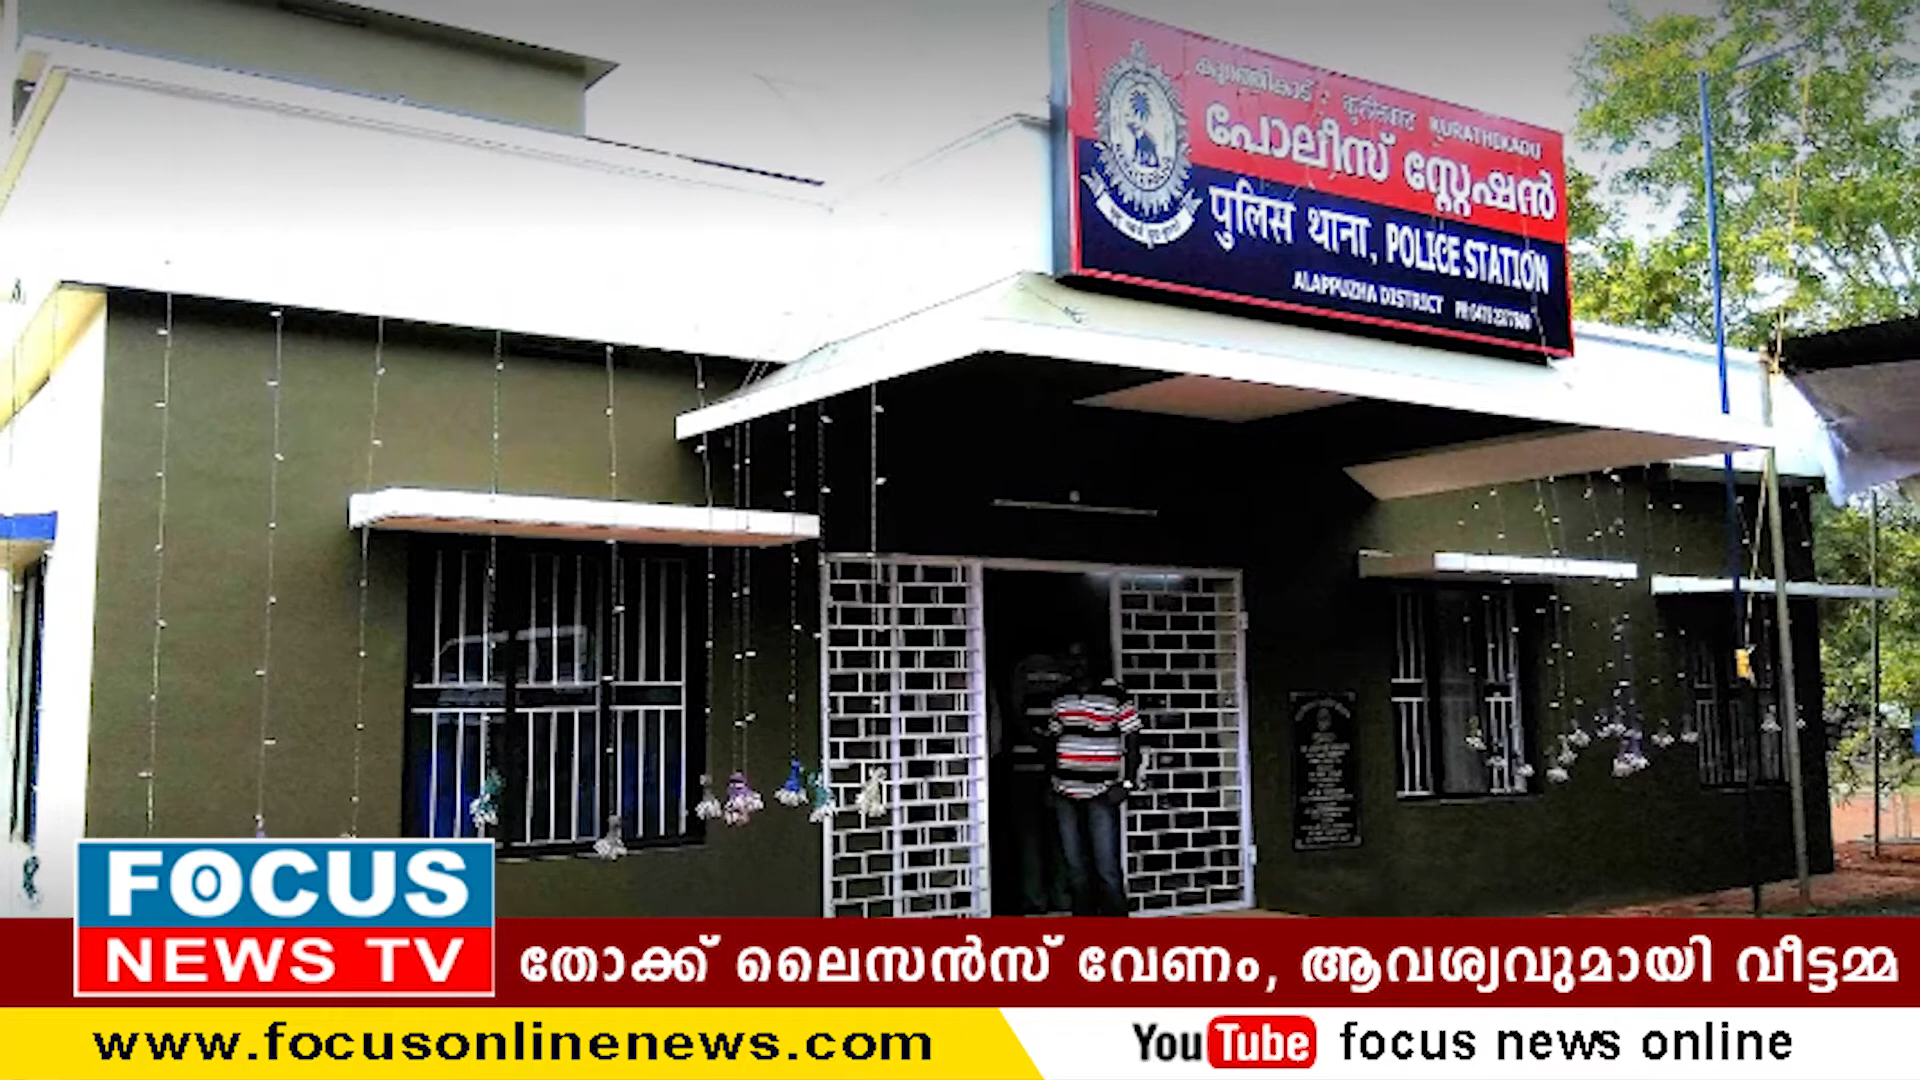 KURATHEKADU
പോലീസ് സ്റ്റേഷൻ
पुलिस थाना, POLICE STATION
ALAPPUZHA DISTRICT
FOCUS
NEWS TV
തോക്ക് ലൈസൻസ് വേണം, ആവശ്യവുമായി വീട്ടമ്മ
www.focusonlinenews.com
YouTube focus news online